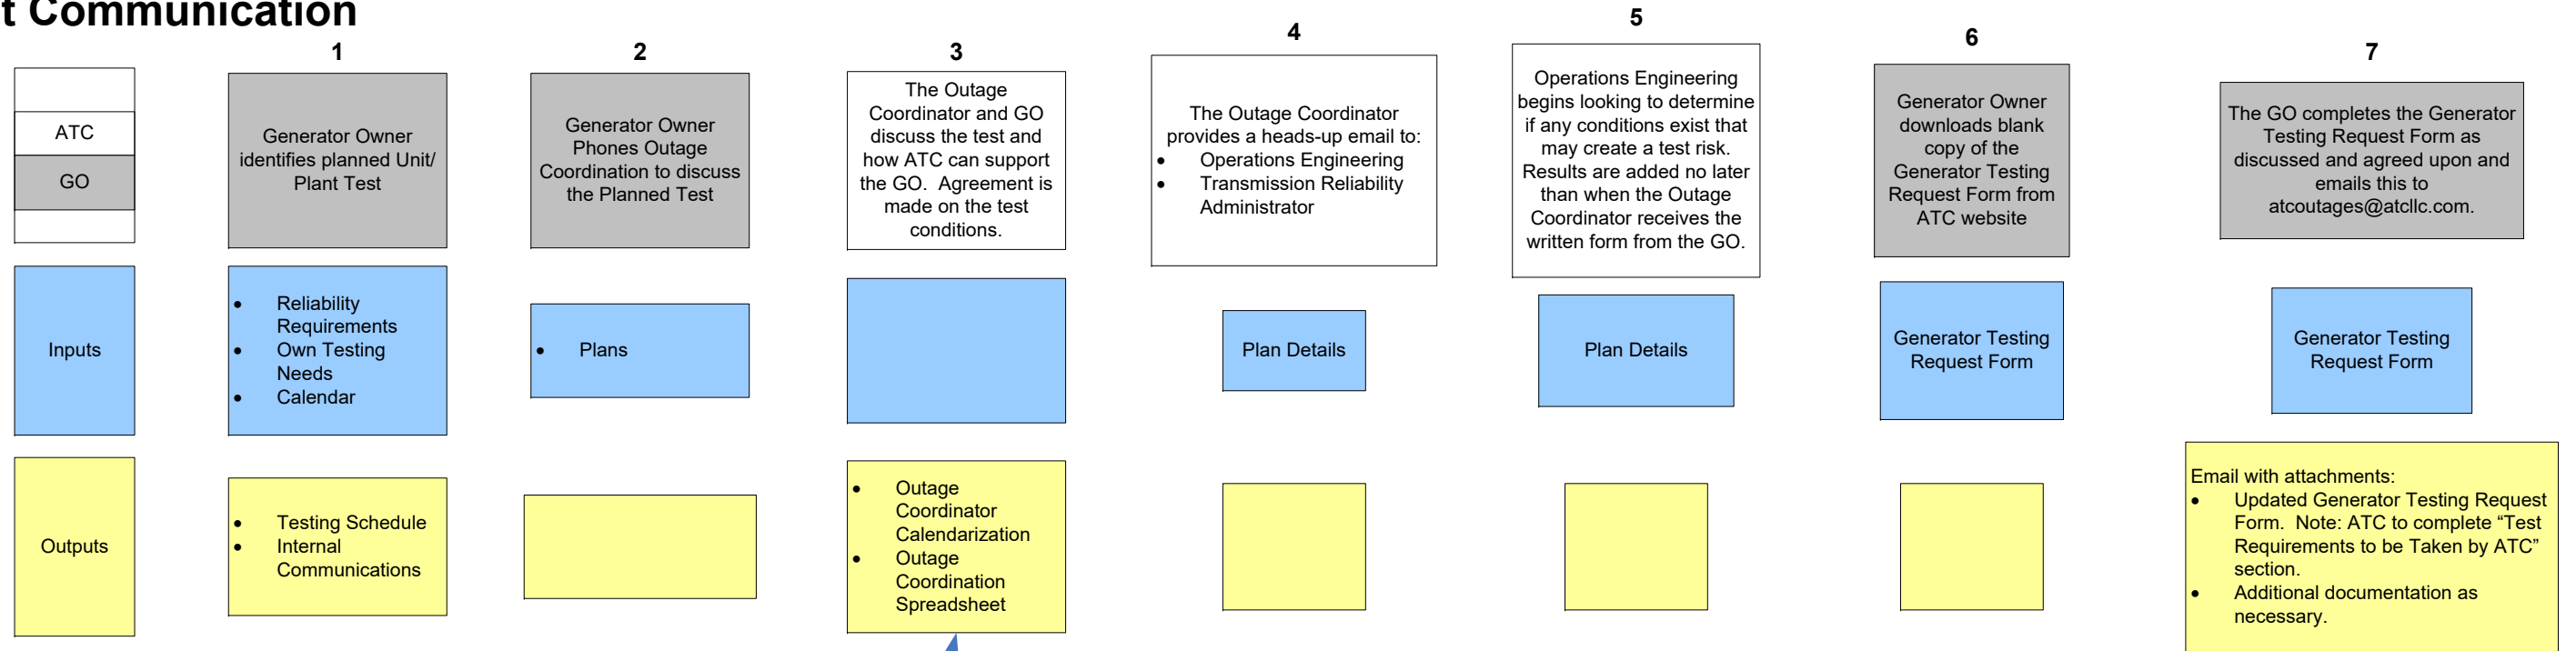 t Communication
1
2
3
4
5
6
7
ATC
GO
Generator Owner
identifies planned Unit/
Plant Test
Generator Owner
Phones Outage
Coordination to discuss
the Planned Test
The Outage
Coordinator and GO
discuss the test and
how ATC can support
the GO. Agreement is
made on the test
conditions.
The Outage Coordinator
provides a heads-up email to:
• Operations Engineering
• Transmission Reliability
Administrator
Operations Engineering
begins looking to determine
if any conditions exist that
may create a test risk.
Results are added no later
than when the Outage
Coordinator receives the
written form from the GO.
Generator Owner
downloads blank
copy of the
Generator Testing
Request Form from
ATC website
The GO completes the Generator
Testing Request Form as
discussed and agreed upon and
emails this to
atcoutages@atcllc.com.
Inputs
• Reliability
Requirements
• Own Testing
Needs
• Calendar
• Plans
Plan Details
Plan Details
Generator Testing
Request Form
Generator Testing
Request Form
Outputs
• Testing Schedule
• Internal
Communications
• Outage
Coordinator
Calendarization
• Outage
Coordination
Spreadsheet
Email with attachments:
• Updated Generator Testing Request
Form. Note: ATC to complete “Test
Requirements to be Taken by ATC”
section.
• Additional documentation as
necessary.